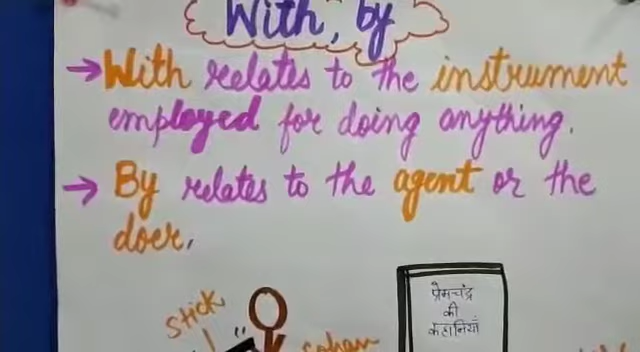 With, by
→ With relates to the instrument
employed for doing anything.
→ By relates to the agent or the
doer.
stick
प्रेमचंद्र
की
कहानियाँ
sohan